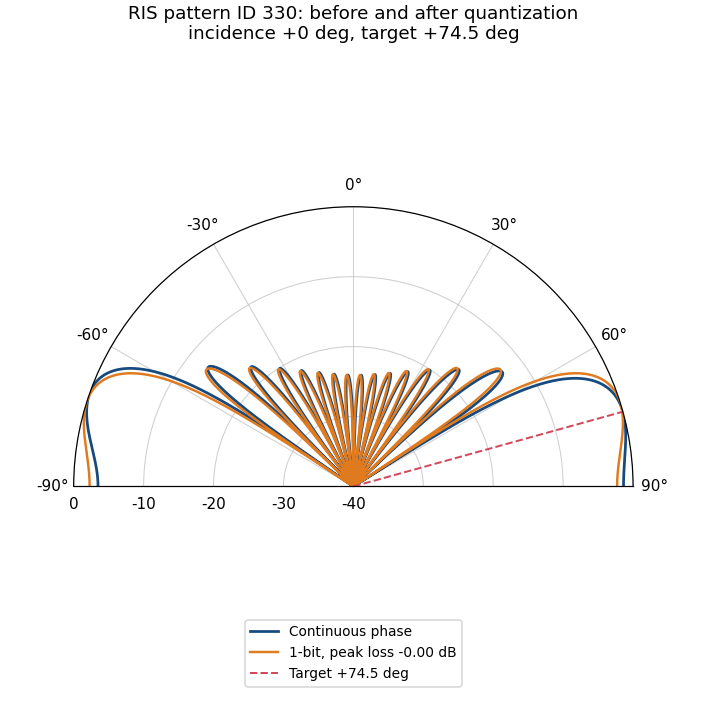 RIS pattern ID 330: before and after quantization
incidence +0 deg, target +74.5 deg
0°
-30°
30°
-60°
60°
-90°
90°
0
-10
-20
-30
-40
Continuous phase
1-bit, peak loss -0.00 dB
Target +74.5 deg